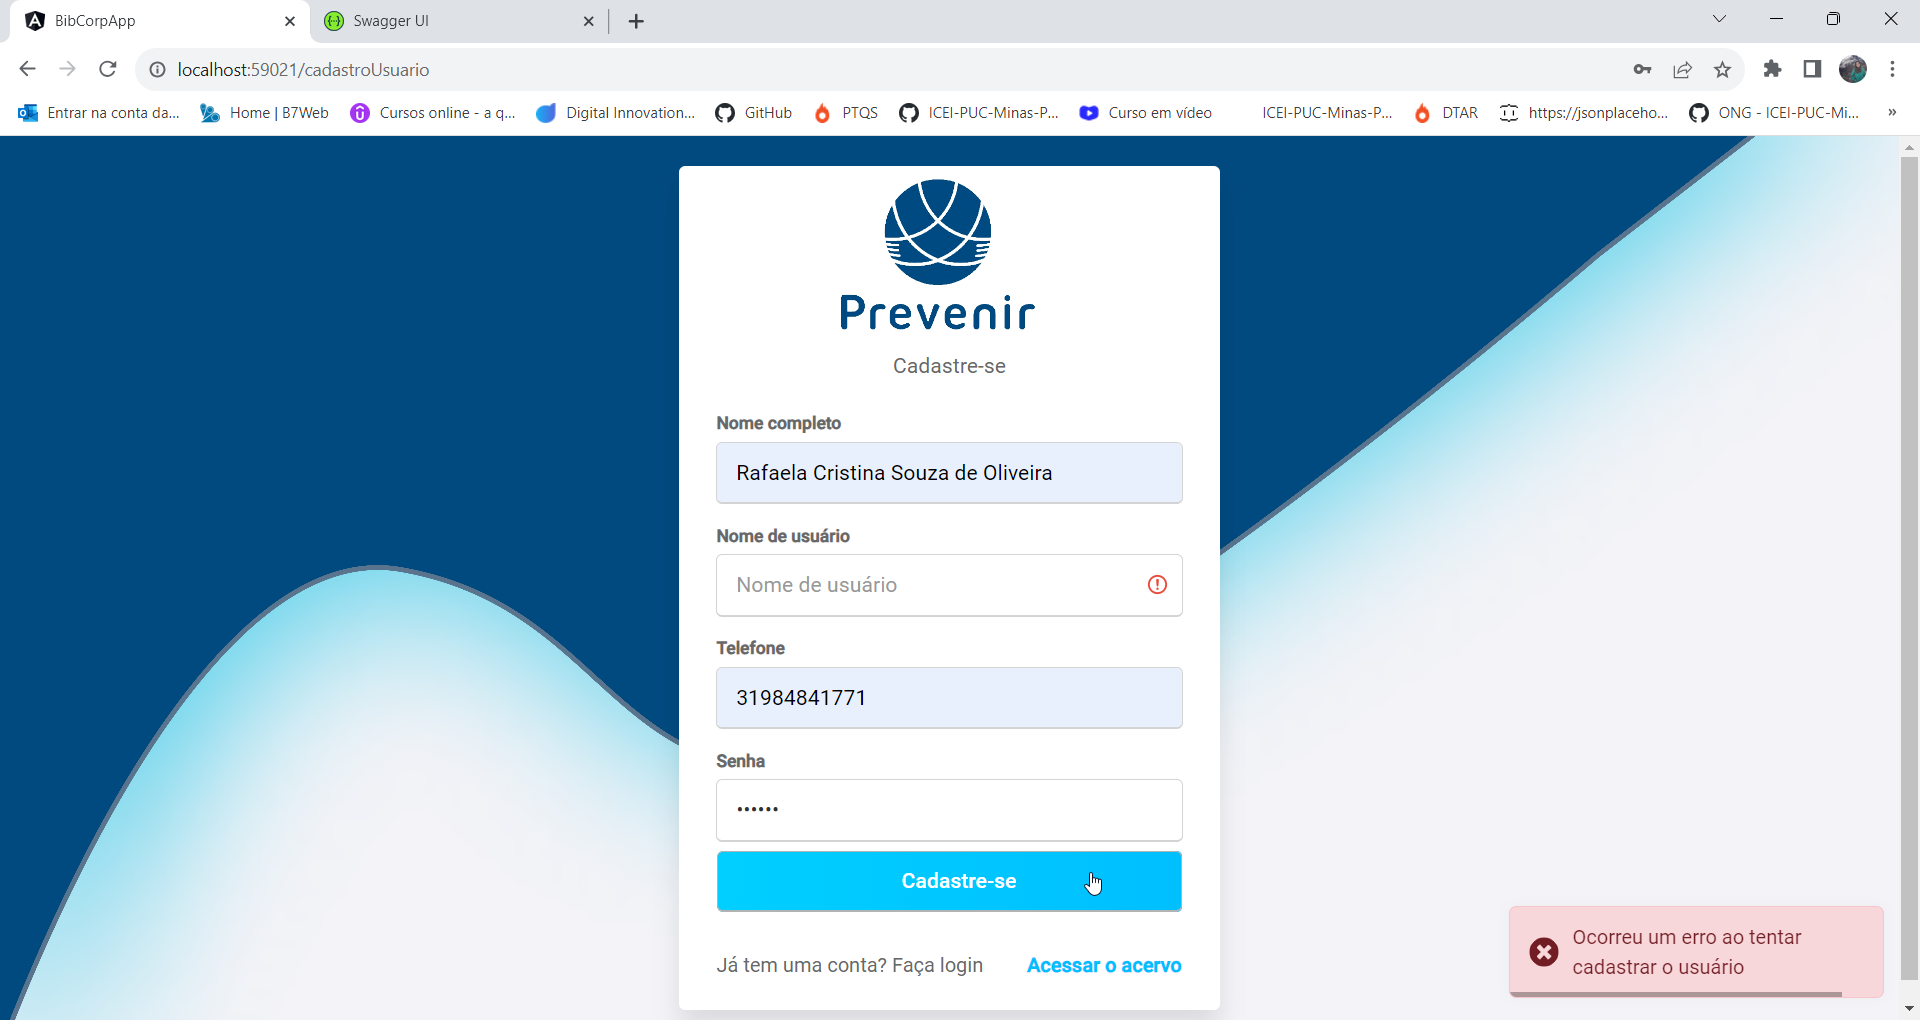 BibCorpApp
Swagger UI
localhost:59021/cadastroUsuario
Entrar na conta da...
Home | B7Web
Cursos online - a q...
Digital Innovation...
GitHub
PTQS
ICEI-PUC-Minas-P...
Curso em vídeo
ICEI-PUC-Minas-P...
DTAR
https://jsonplaceho...
ONG - ICEI-PUC-Mi...
»
Prevenir
Cadastre-se
Nome completo
Rafaela Cristina Souza de Oliveira
Nome de usuário
Nome de usuário
Telefone
31984841771
Senha
••••••
Cadastre-se
Já tem uma conta? Faça login
Acessar o acervo
Ocorreu um erro ao tentar
cadastrar o usuário